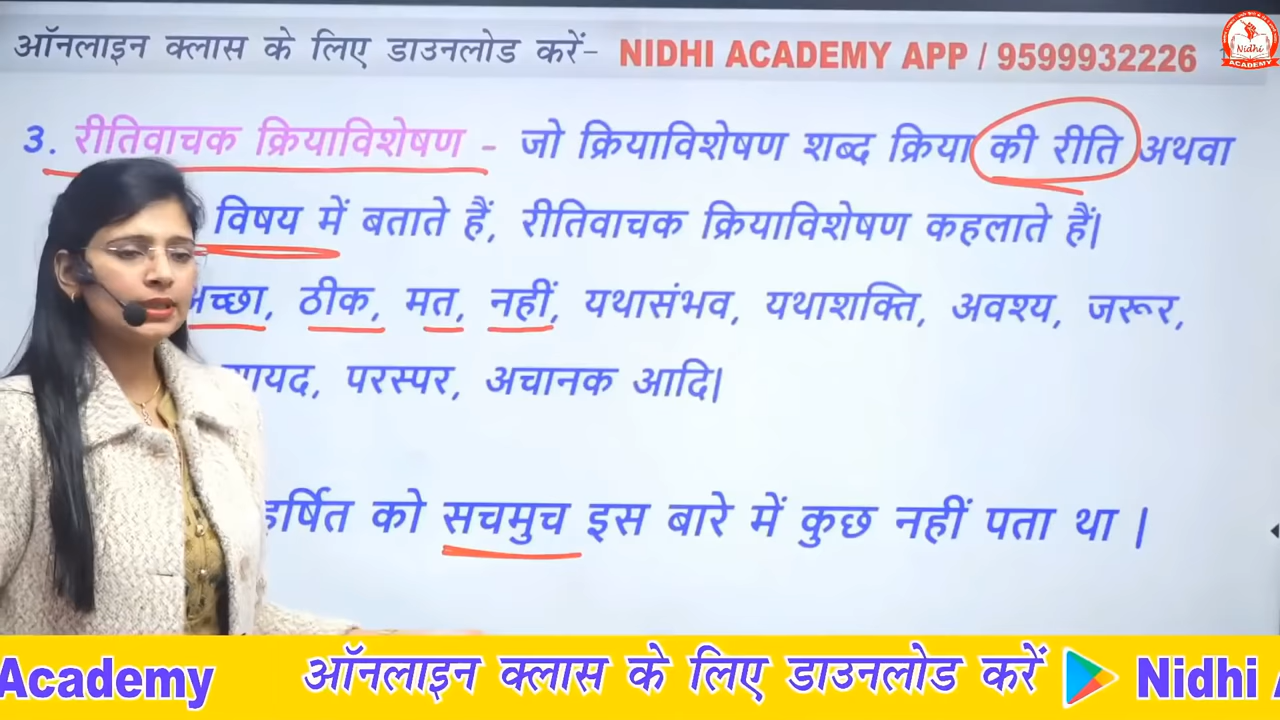 ऑनलाइन क्लास के लिए डाउनलोड करें- NIDHI ACADEMY APP / 9599932226
Nidhi
ACADEMY
3. रीतिवाचक क्रियाविशेषण - जो क्रियाविशेषण शब्द क्रिया की रीति अथवा
विषय में बताते हैं, रीतिवाचक क्रियाविशेषण कहलाते हैं|
अच्छा, ठीक, मत, नहीं, यथासंभव, यथाशक्ति, अवश्य, जरूर,
शायद, परस्पर, अचानक आदि|
हर्षित को सचमुच इस बारे में कुछ नहीं पता था |
Academy ऑनलाइन क्लास के लिए डाउनलोड करें Nidhi